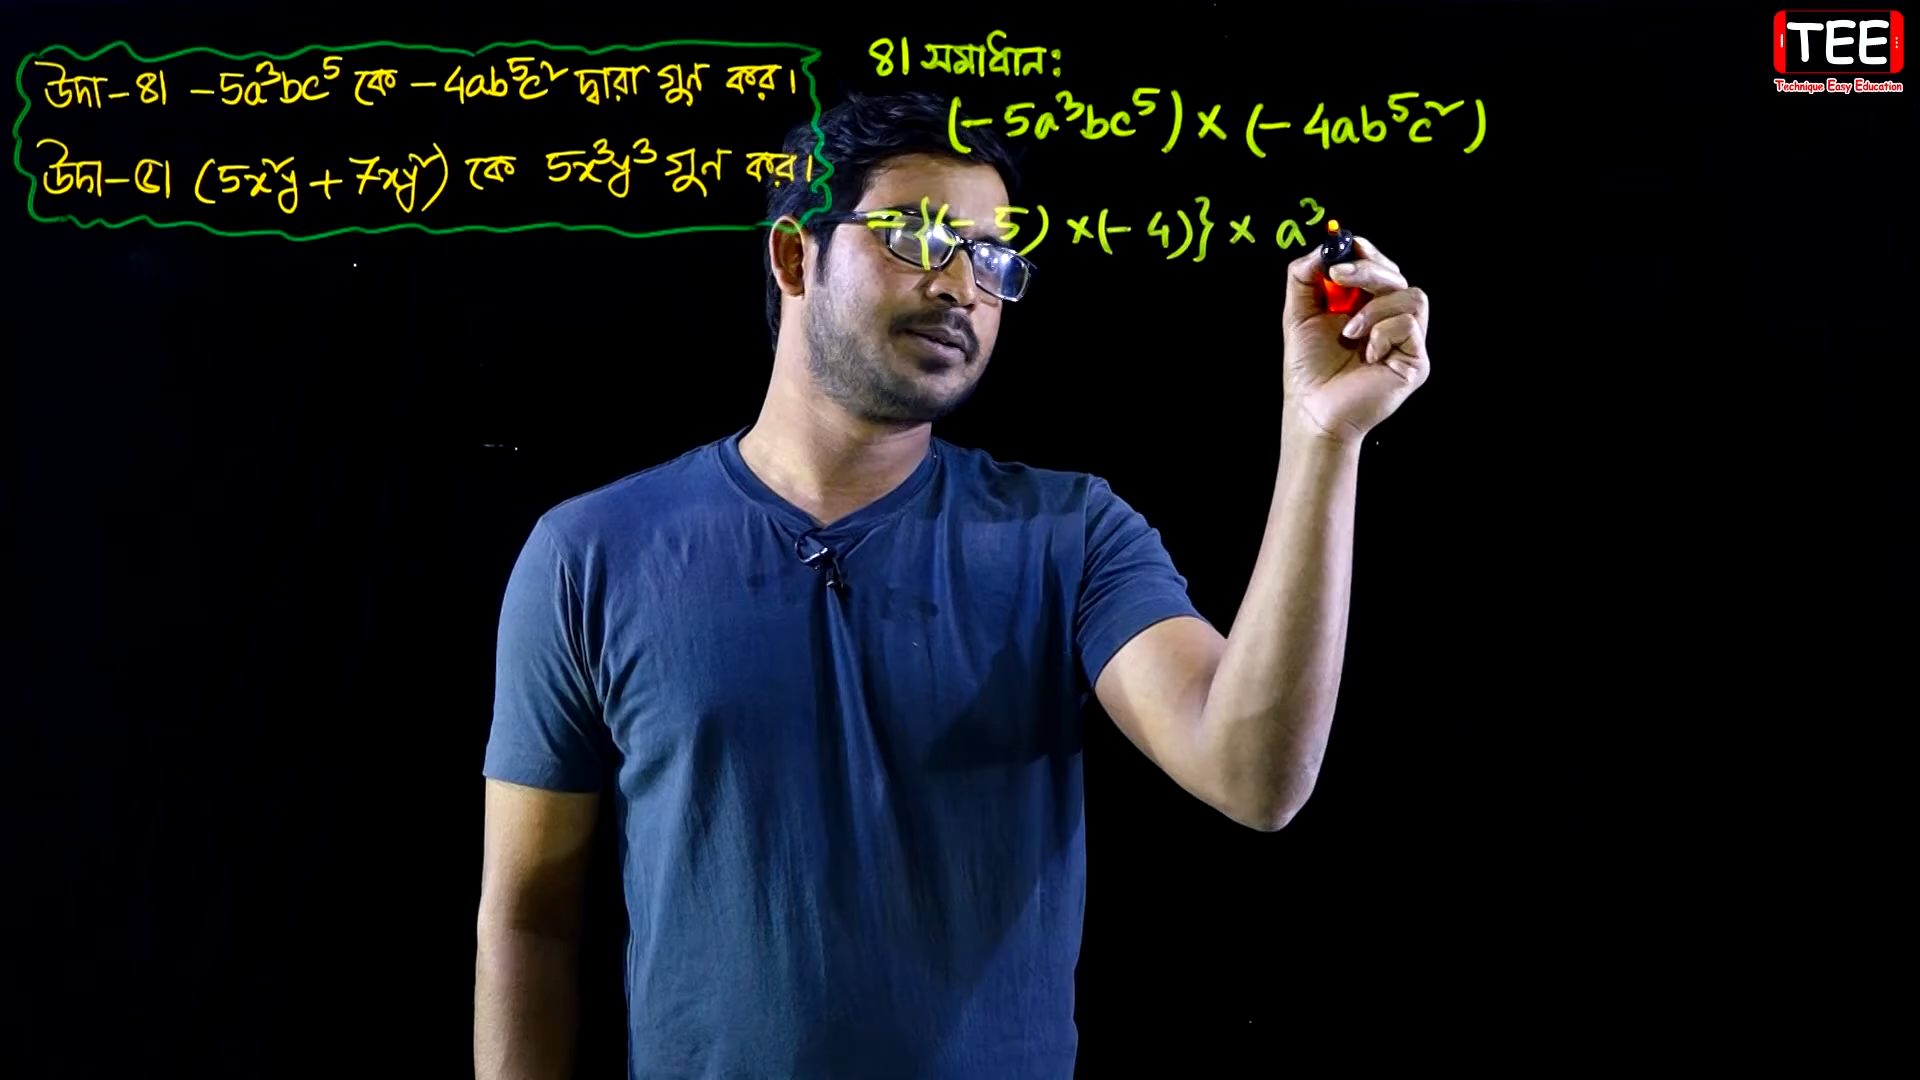 উদা-৪। -5a³bc⁵ কে -4ab⁵c² দ্বারা গুণ কর।
উদা-৫। (5x²y + 7xy²) কে 5x³y³ গুণ কর।
৪। সমাধান:
(-5a³bc⁵) × (-4ab⁵c²)
= {(-5) × (-4)} × a³
TEE
Technique Easy Education